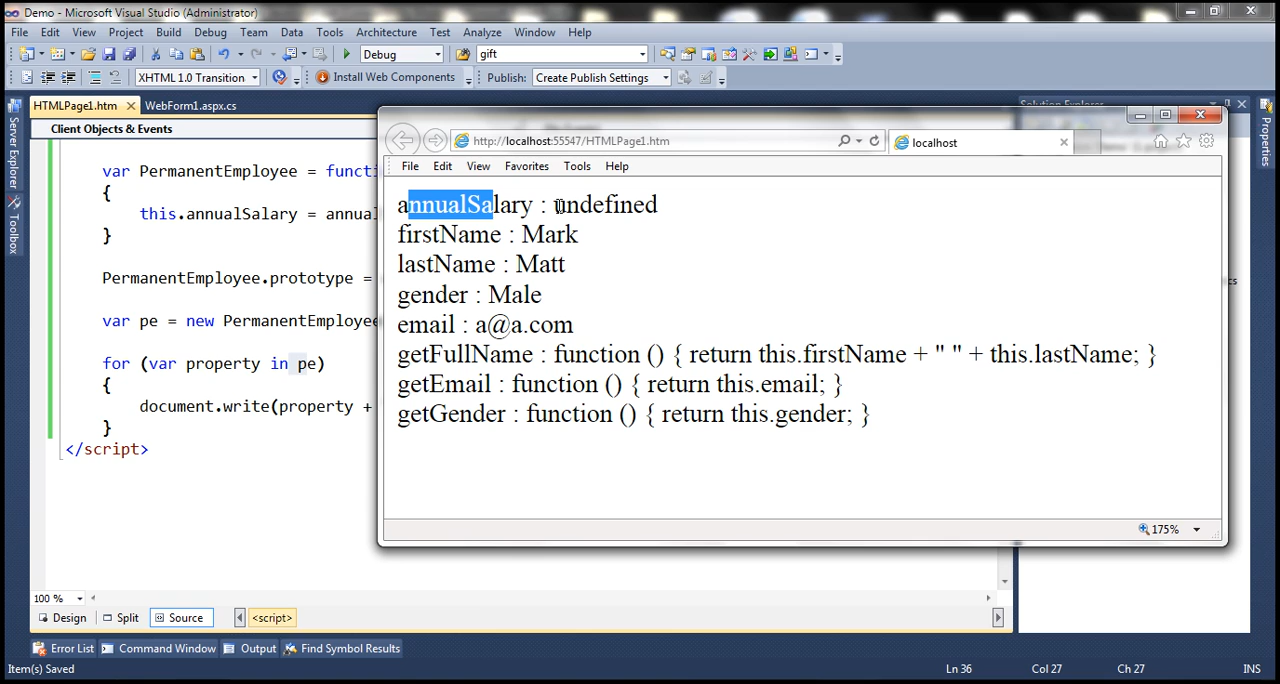 Demo - Microsoft Visual Studio (Administrator)
File Edit View Project Build Debug Team Data Tools Architecture Test Analyze Window Help
Debug gift
XHTML 1.0 Transition Install Web Components Publish: Create Publish Settings
HTMLPage1.htm WebForm1.aspx.cs
Client Objects & Events
Solution Explorer
Server Explorer
Toolbox
Properties
var PermanentEmployee = functi
{
this.annualSalary = annual
}
PermanentEmployee.prototype =
var pe = new PermanentEmployee
for (var property in pe)
{
document.write(property +
}
</script>
http://localhost:55547/HTMLPage1.htm localhost
File Edit View Favorites Tools Help
annualSalary : undefined
firstName : Mark
lastName : Matt
gender : Male
email : a@a.com
getFullName : function () { return this.firstName + " " + this.lastName; }
getEmail : function () { return this.email; }
getGender : function () { return this.gender; }
175%
100 %
Design Split Source <script>
Error List Command Window Output Find Symbol Results
Item(s) Saved Ln 36 Col 27 Ch 27 INS